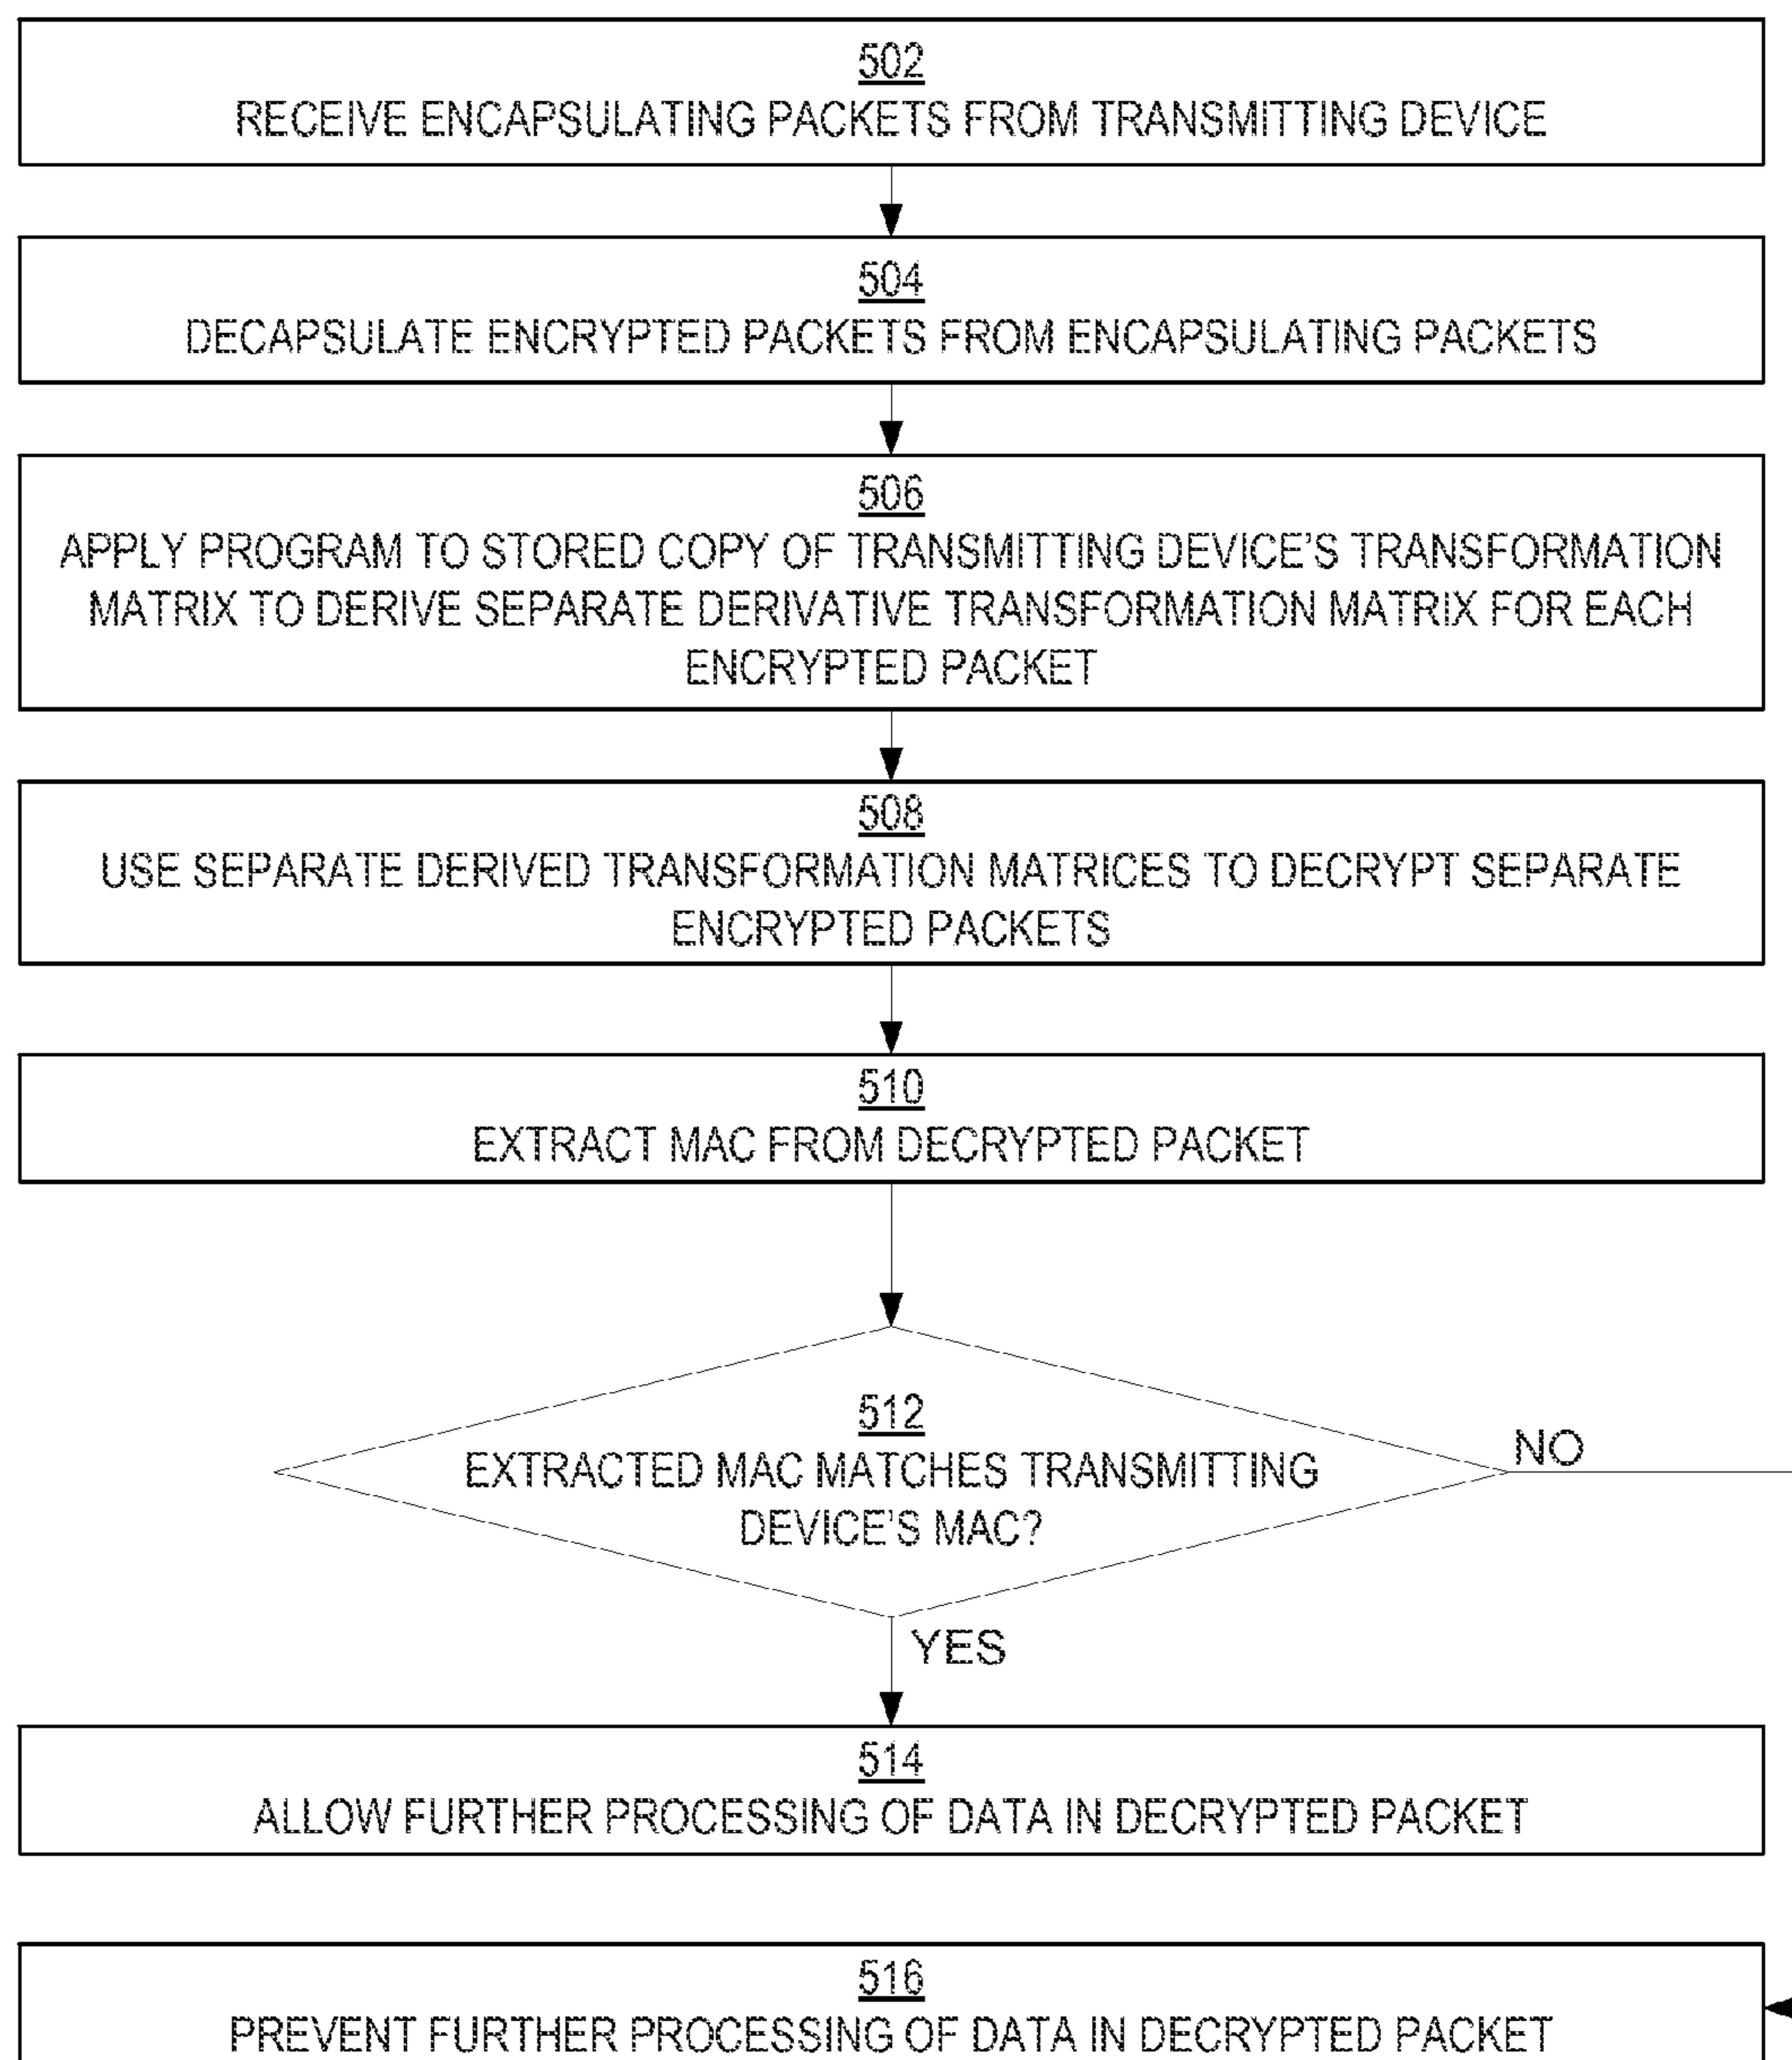 502
RECEIVE ENCAPSULATING PACKETS FROM TRANSMITTING DEVICE
504
DECAPSULATE ENCRYPTED PACKETS FROM ENCAPSULATING PACKETS
506
APPLY PROGRAM TO STORED COPY OF TRANSMITTING DEVICE'S TRANSFORMATION
MATRIX TO DERIVE SEPARATE DERIVATIVE TRANSFORMATION MATRIX FOR EACH
ENCRYPTED PACKET
508
USE SEPARATE DERIVED TRANSFORMATION MATRICES TO DECRYPT SEPARATE
ENCRYPTED PACKETS
510
EXTRACT MAC FROM DECRYPTED PACKET
512
EXTRACTED MAC MATCHES TRANSMITTING
DEVICE'S MAC?
NO
YES
514
ALLOW FURTHER PROCESSING OF DATA IN DECRYPTED PACKET
516
PREVENT FURTHER PROCESSING OF DATA IN DECRYPTED PACKET